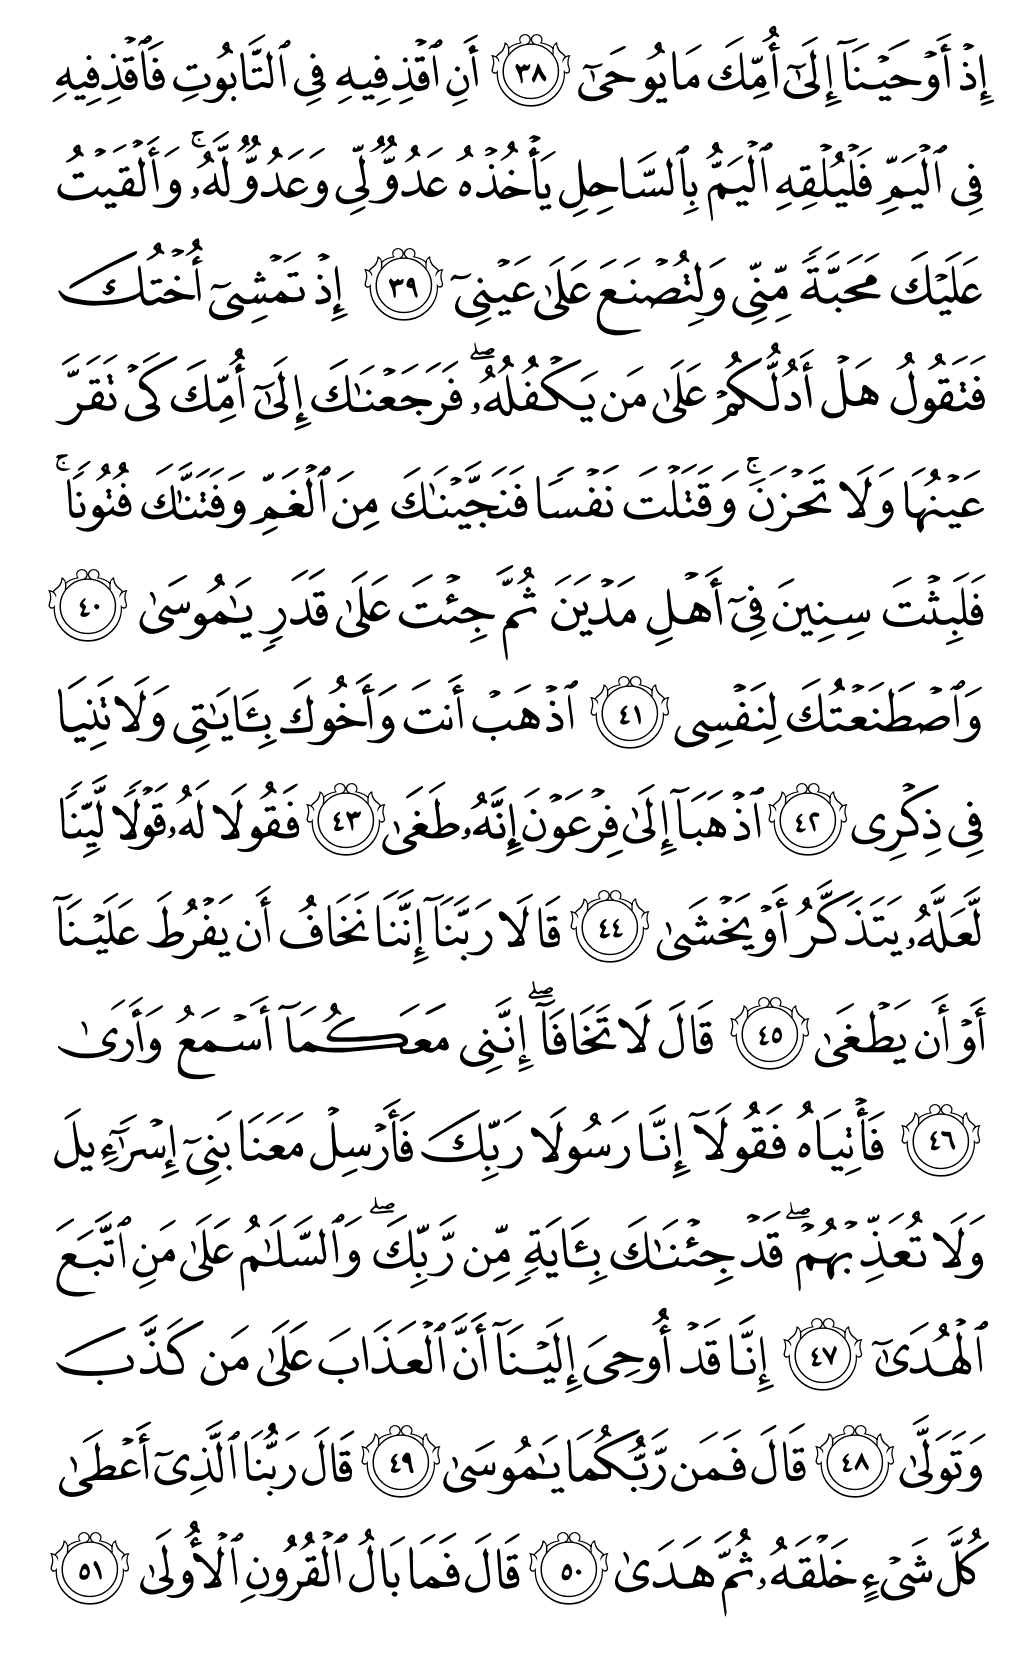 إِذۡ أَوۡحَيۡنَآ إِلَىٰٓ أُمِّكَ مَا يُوحَىٰٓ ٣٨ أَنِ ٱقۡذِفِيهِ فِي ٱلتَّابُوتِ فَٱقۡذِفِيهِ
فِي ٱلۡيَمِّ فَلۡيُلۡقِهِ ٱلۡيَمُّ بِٱلسَّاحِلِ يَأۡخُذۡهُ عَدُوّٞ لِّي وَعَدُوّٞ لَّهُۥۚ وَأَلۡقَيۡتُ
عَلَيۡكَ مَحَبَّةٗ مِّنِّي وَلِتُصۡنَعَ عَلَىٰ عَيۡنِيٓ ٣٩ إِذۡ تَمۡشِيٓ أُخۡتُكَ
فَتَقُولُ هَلۡ أَدُلُّكُمۡ عَلَىٰ مَن يَكۡفُلُهُۥۖ فَرَجَعۡنَٰكَ إِلَىٰٓ أُمِّكَ كَيۡ تَقَرَّ
عَيۡنُهَا وَلَا تَحۡزَنَۚ وَقَتَلۡتَ نَفۡسٗا فَنَجَّيۡنَٰكَ مِنَ ٱلۡغَمِّ وَفَتَنَّٰكَ فُتُونٗاۚ
فَلَبِثۡتَ سِنِينَ فِيٓ أَهۡلِ مَدۡيَنَ ثُمَّ جِئۡتَ عَلَىٰ قَدَرٖ يَٰمُوسَىٰ ٤٠
وَٱصۡطَنَعۡتُكَ لِنَفۡسِي ٤١ ٱذۡهَبۡ أَنتَ وَأَخُوكَ بِـَٔايَٰتِي وَلَا تَنِيَا
فِي ذِكۡرِي ٤٢ ٱذۡهَبَآ إِلَىٰ فِرۡعَوۡنَ إِنَّهُۥ طَغَىٰ ٤٣ فَقُولَا لَهُۥ قَوۡلٗا لَّيِّنٗا
لَّعَلَّهُۥ يَتَذَكَّرُ أَوۡ يَخۡشَىٰ ٤٤ قَالَا رَبَّنَآ إِنَّنَا نَخَافُ أَن يَفۡرُطَ عَلَيۡنَآ
أَوۡ أَن يَطۡغَىٰ ٤٥ قَالَ لَا تَخَافَآۖ إِنَّنِي مَعَكُمَآ أَسۡمَعُ وَأَرَىٰ
٤٦ فَأۡتِيَاهُ فَقُولَآ إِنَّا رَسُولَا رَبِّكَ فَأَرۡسِلۡ مَعَنَا بَنِيٓ إِسۡرَٰٓءِيلَ
وَلَا تُعَذِّبۡهُمۡۖ قَدۡ جِئۡنَٰكَ بِـَٔايَةٖ مِّن رَّبِّكَۖ وَٱلسَّلَٰمُ عَلَىٰ مَنِ ٱتَّبَعَ
ٱلۡهُدَىٰٓ ٤٧ إِنَّا قَدۡ أُوحِيَ إِلَيۡنَآ أَنَّ ٱلۡعَذَابَ عَلَىٰ مَن كَذَّبَ
وَتَوَلَّىٰ ٤٨ قَالَ فَمَن رَّبُّكُمَا يَٰمُوسَىٰ ٤٩ قَالَ رَبُّنَا ٱلَّذِيٓ أَعۡطَىٰ
كُلَّ شَيۡءٍ خَلۡقَهُۥ ثُمَّ هَدَىٰ ٥٠ قَالَ فَمَا بَالُ ٱلۡقُرُونِ ٱلۡأُولَىٰ ٥١